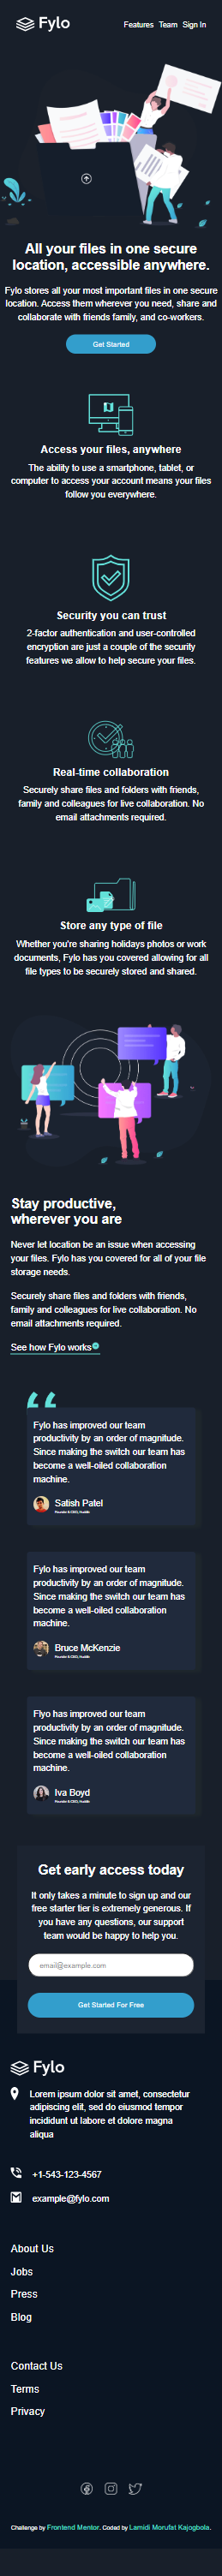 Fylo
Features Team Sign In
All your files in one secure
location, accessible anywhere.
Fylo stores all your most important files in one secure
location. Access them wherever you need, share and
collaborate with friends family, and co-workers.
Get Started
Access your files, anywhere
The ability to use a smartphone, tablet, or
computer to access your account means your files
follow you everywhere.
Security you can trust
2-factor authentication and user-controlled
encryption are just a couple of the security
features we allow to help secure your files.
Real-time collaboration
Securely share files and folders with friends,
family and colleagues for live collaboration. No
email attachments required.
Store any type of file
Whether you're sharing holidays photos or work
documents, Fylo has you covered allowing for all
file types to be securely stored and shared.
Stay productive,
wherever you are
Never let location be an issue when accessing
your files. Fylo has you covered for all of your file
storage needs.
Securely share files and folders with friends,
family and colleagues for live collaboration. No
email attachments required.
See how Fylo works
“
Fylo has improved our team
productivity by an order of magnitude.
Since making the switch our team has
become a well-oiled collaboration
machine.
Satish Patel
Founder & CEO, Huddle
Fylo has improved our team
productivity by an order of magnitude.
Since making the switch our team has
become a well-oiled collaboration
machine.
Bruce McKenzie
Founder & CEO, Huddle
Flyo has improved our team
productivity by an order of magnitude.
Since making the switch our team has
become a well-oiled collaboration
machine.
Iva Boyd
Founder & CEO, Huddle
Get early access today
It only takes a minute to sign up and our
free starter tier is extremely generous. If
you have any questions, our support
team would be happy to help you.
email@example.com
Get Started For Free
Fylo
Lorem ipsum dolor sit amet, consectetur
adipiscing elit, sed do eiusmod tempor
incididunt ut labore et dolore magna
aliqua
+1-543-123-4567
example@fylo.com
About Us
Jobs
Press
Blog
Contact Us
Terms
Privacy
Challenge by Frontend Mentor. Coded by Lamidi Morufat Kajogbola.